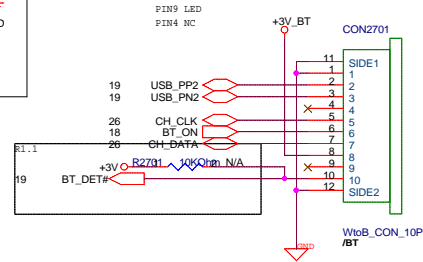 PIN9 LED
PIN4 NC
+3V_BT
CON2701
11 SIDE1
1 1
19 USB_PP2 2 2
19 USB_PN2 3 3
4 4
26 CH_CLK 5 5
18 BT_ON 6 6
26 CH_DATA 7 7
8 8
R1.1
+3V R2701 10KOhm N/A 9 9
19 BT_DET# 10 10
12 SIDE2
GND
WtoB_CON_10P
/BT